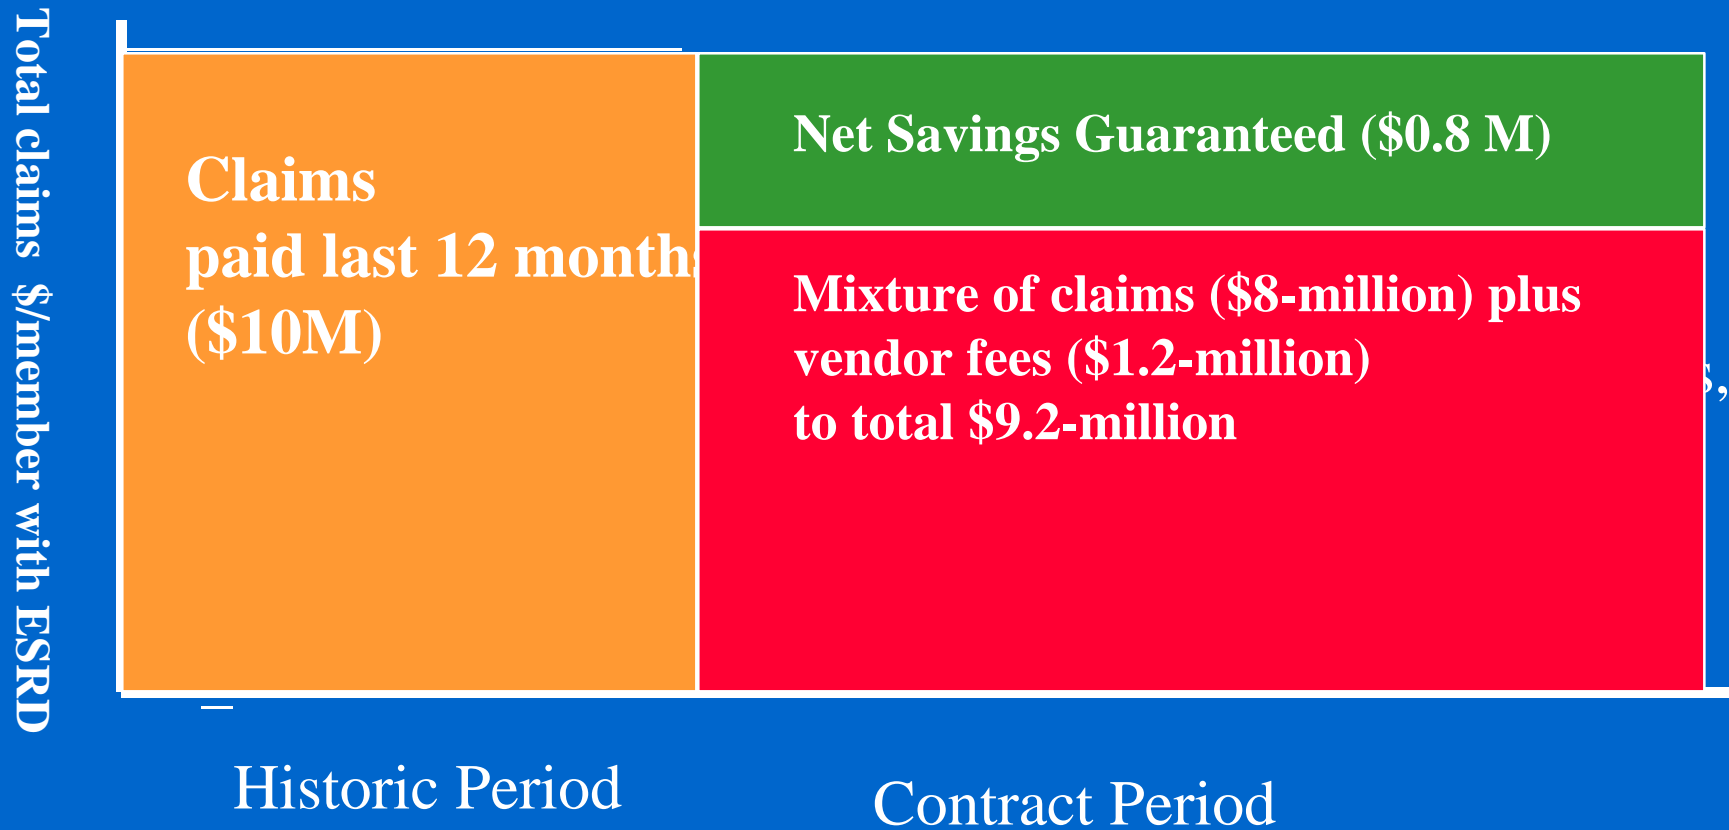 Total claims $/member with ESRD
Claims
paid last 12 months
($10M)
Net Savings Guaranteed ($0.8 M)
Mixture of claims ($8-million) plus
vendor fees ($1.2-million)
to total $9.2-million
s,
Historic Period
Contract Period